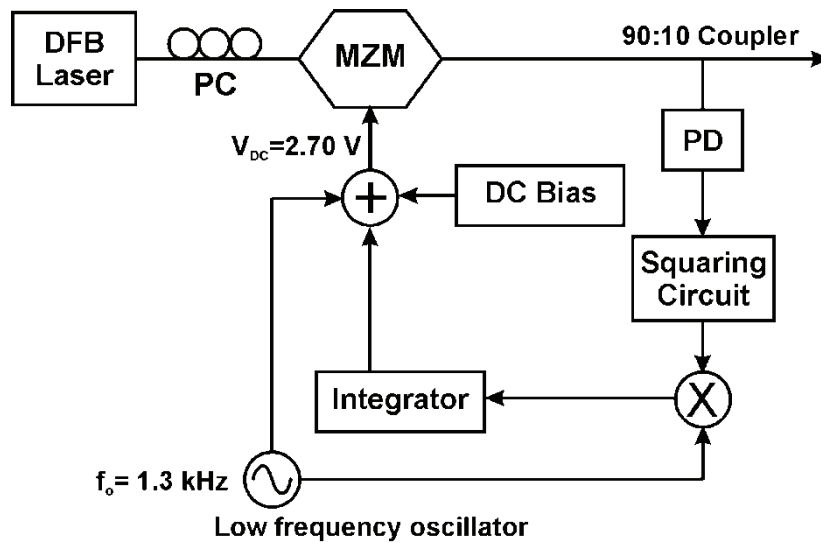 DFB
Laser
PC
MZM
90:10 Coupler
PD
V_DC=2.70 V
+
DC Bias
Squaring
Circuit
Integrator
X
f_o= 1.3 kHz
Low frequency oscillator